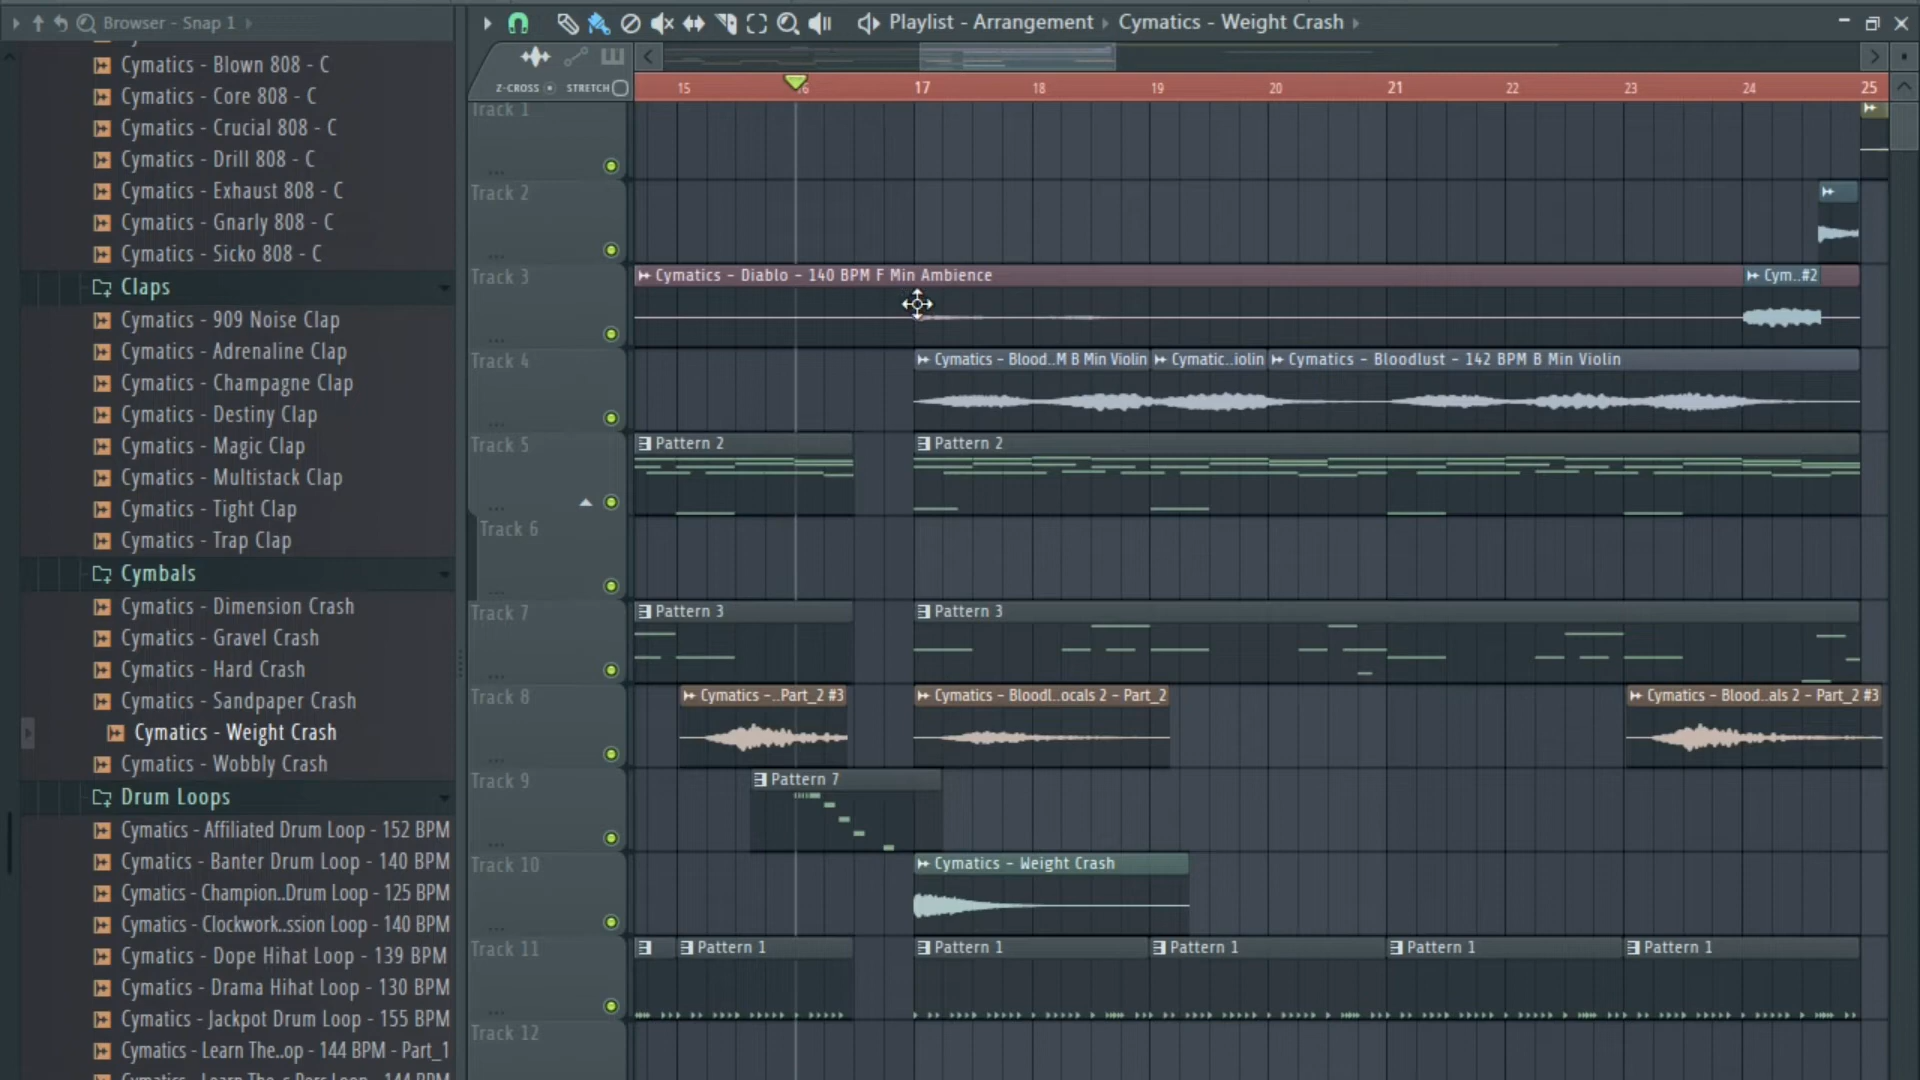 Browser - Snap 1
Cymatics - Blown 808 - C
Cymatics - Core 808 - C
Cymatics - Crucial 808 - C
Cymatics - Drill 808 - C
Cymatics - Exhaust 808 - C
Cymatics - Gnarly 808 - C
Cymatics - Sicko 808 - C
Claps
Cymatics - 909 Noise Clap
Cymatics - Adrenaline Clap
Cymatics - Champagne Clap
Cymatics - Destiny Clap
Cymatics - Magic Clap
Cymatics - Multistack Clap
Cymatics - Tight Clap
Cymatics - Trap Clap
Cymbals
Cymatics - Dimension Crash
Cymatics - Gravel Crash
Cymatics - Hard Crash
Cymatics - Sandpaper Crash
Cymatics - Weight Crash
Cymatics - Wobbly Crash
Drum Loops
Cymatics - Affiliated Drum Loop - 152 BPM
Cymatics - Banter Drum Loop - 140 BPM
Cymatics - Champion..Drum Loop - 125 BPM
Cymatics - Clockwork..ssion Loop - 140 BPM
Cymatics - Dope Hihat Loop - 139 BPM
Cymatics - Drama Hihat Loop - 130 BPM
Cymatics - Jackpot Drum Loop - 155 BPM
Cymatics - Learn The..op - 144 BPM - Part_1
Playlist - Arrangement Cymatics - Weight Crash
Z-CROSS STRETCH
15 16 17 18 19 20 21 22 23 24 25
Track 1
Track 2
Track 3
Cymatics - Diablo - 140 BPM F Min Ambience
Cym..#2
Track 4
Cymatics - Blood..M B Min Violin
Cymatic..iolin
Cymatics - Bloodlust - 142 BPM B Min Violin
Track 5
Pattern 2
Pattern 2
Track 6
Track 7
Pattern 3
Pattern 3
Track 8
Cymatics -..Part_2 #3
Cymatics - Bloodl..ocals 2 - Part_2
Cymatics - Blood..als 2 - Part_2 #3
Track 9
Pattern 7
Track 10
Cymatics - Weight Crash
Track 11
Pattern 1
Pattern 1
Pattern 1
Pattern 1
Pattern 1
Track 12